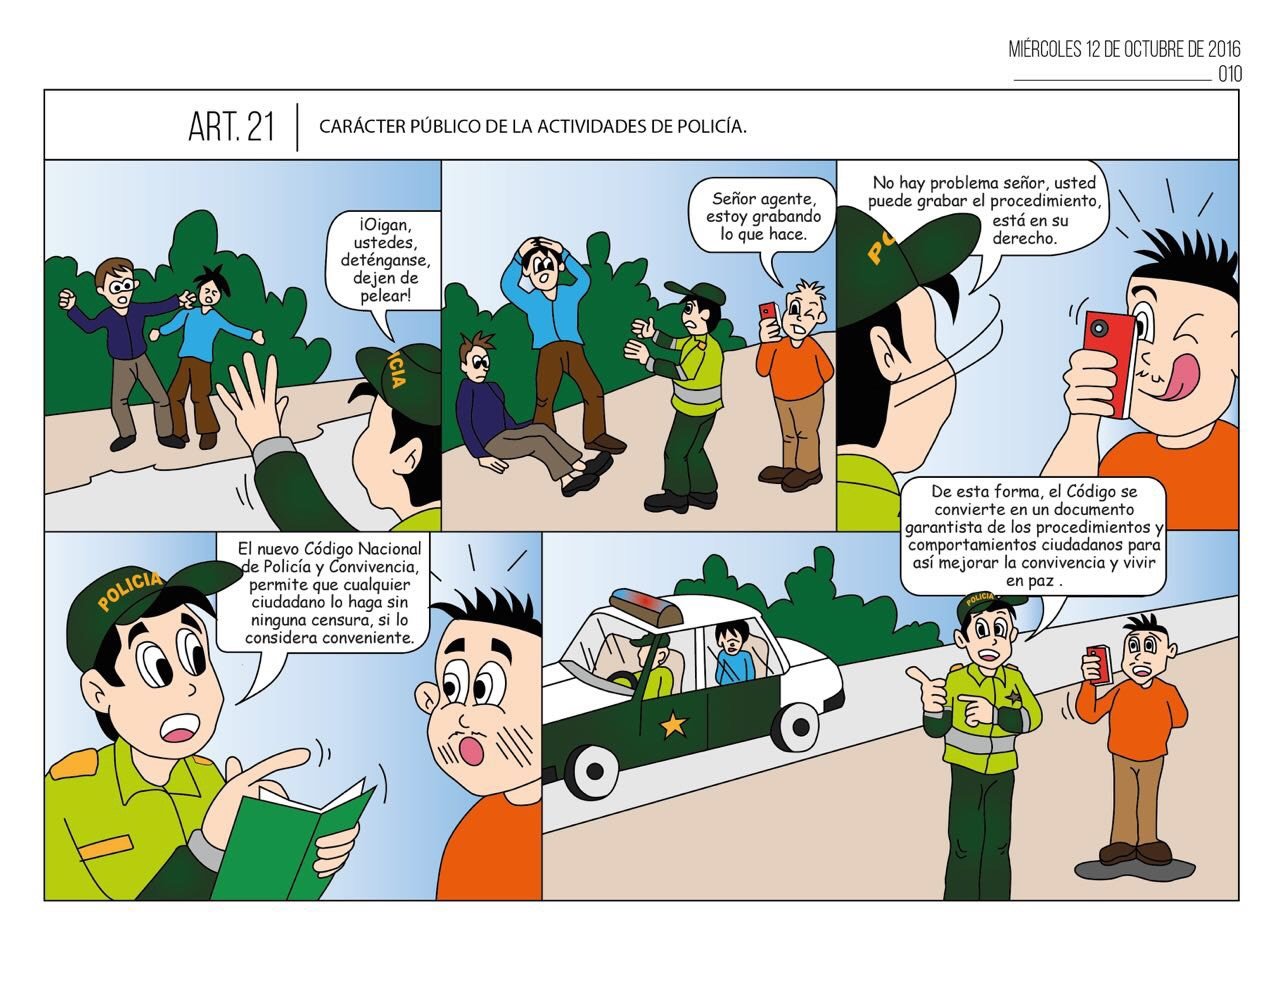 MIÉRCOLES 12 DE OCTUBRE DE 2016
010
ART. 21
CARÁCTER PÚBLICO DE LA ACTIVIDADES DE POLICÍA.
¡Oigan,
ustedes,
deténganse,
dejen de
pelear!
ICIA
Señor agente,
estoy grabando
lo que hace.
No hay problema señor, usted
puede grabar el procedimiento,
está en su
derecho.
PO
El nuevo Código Nacional
de Policía y Convivencia,
permite que cualquier
ciudadano lo haga sin
ninguna censura, si lo
considera conveniente.
POLICIA
De esta forma, el Código se
convierte en un documento
garantista de los procedimientos y
comportamientos ciudadanos para
así mejorar la convivencia y vivir
en paz .
POLICIA